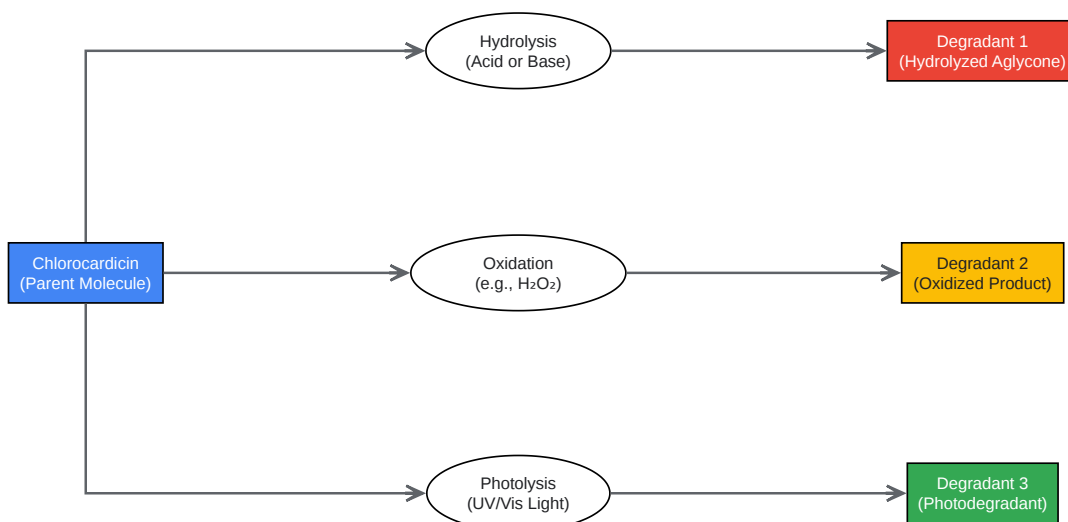 Hydrolysis
(Acid or Base)
Degradant 1
(Hydrolyzed Aglycone)
Chlorocardicin
(Parent Molecule)
Oxidation
(e.g., H₂O₂)
Degradant 2
(Oxidized Product)
Photolysis
(UV/Vis Light)
Degradant 3
(Photodegradant)